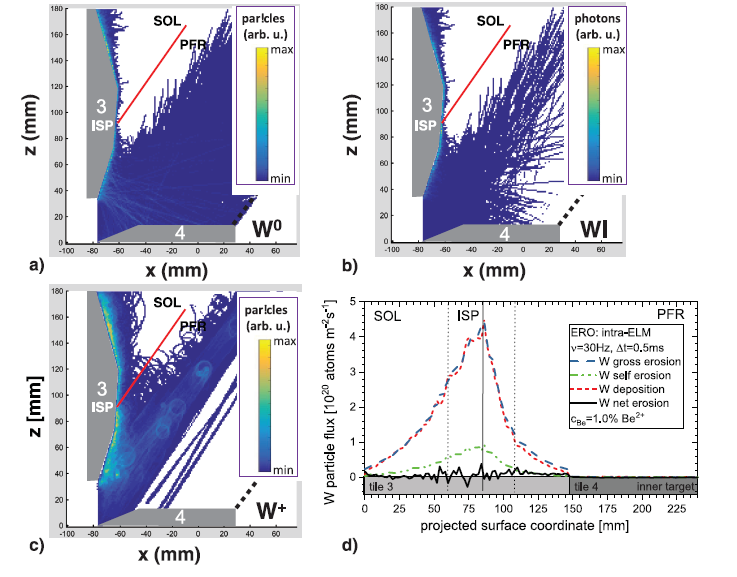 a)
180
160
140
120
100
80
60
40
20
0
z (mm)
-100 -80 -60 -40 -20 0 20 40 60
x (mm)
SOL
PFR
3
ISP
4
W0
paricles
(arb. u.)
max
min
b)
180
160
140
120
100
80
60
40
20
0
z (mm)
-100 -80 -60 -40 -20 0 20 40 60
x (mm)
SOL
PFR
3
ISP
4
WI
photons
(arb. u.)
max
min
c)
180
160
140
120
100
80
60
40
20
0
z [mm]
-100 -80 -60 -40 -20 0 20 40 60
x (mm)
SOL
PFR
3
ISP
4
W+
particles
(arb. u.)
max
min
d)
5
4
3
2
1
0
W particle flux [10²⁰ atoms m⁻²s⁻¹]
SOL ISP PFR
ERO: intra-ELM
ν=30Hz, Δt=0.5ms
W gross erosion
W self erosion
W deposition
W net erosion
cBe=1.0% Be²⁺
tile 3 tile 4 inner target
0 25 50 75 100 125 150 175 200 225
projected surface coordinate [mm]